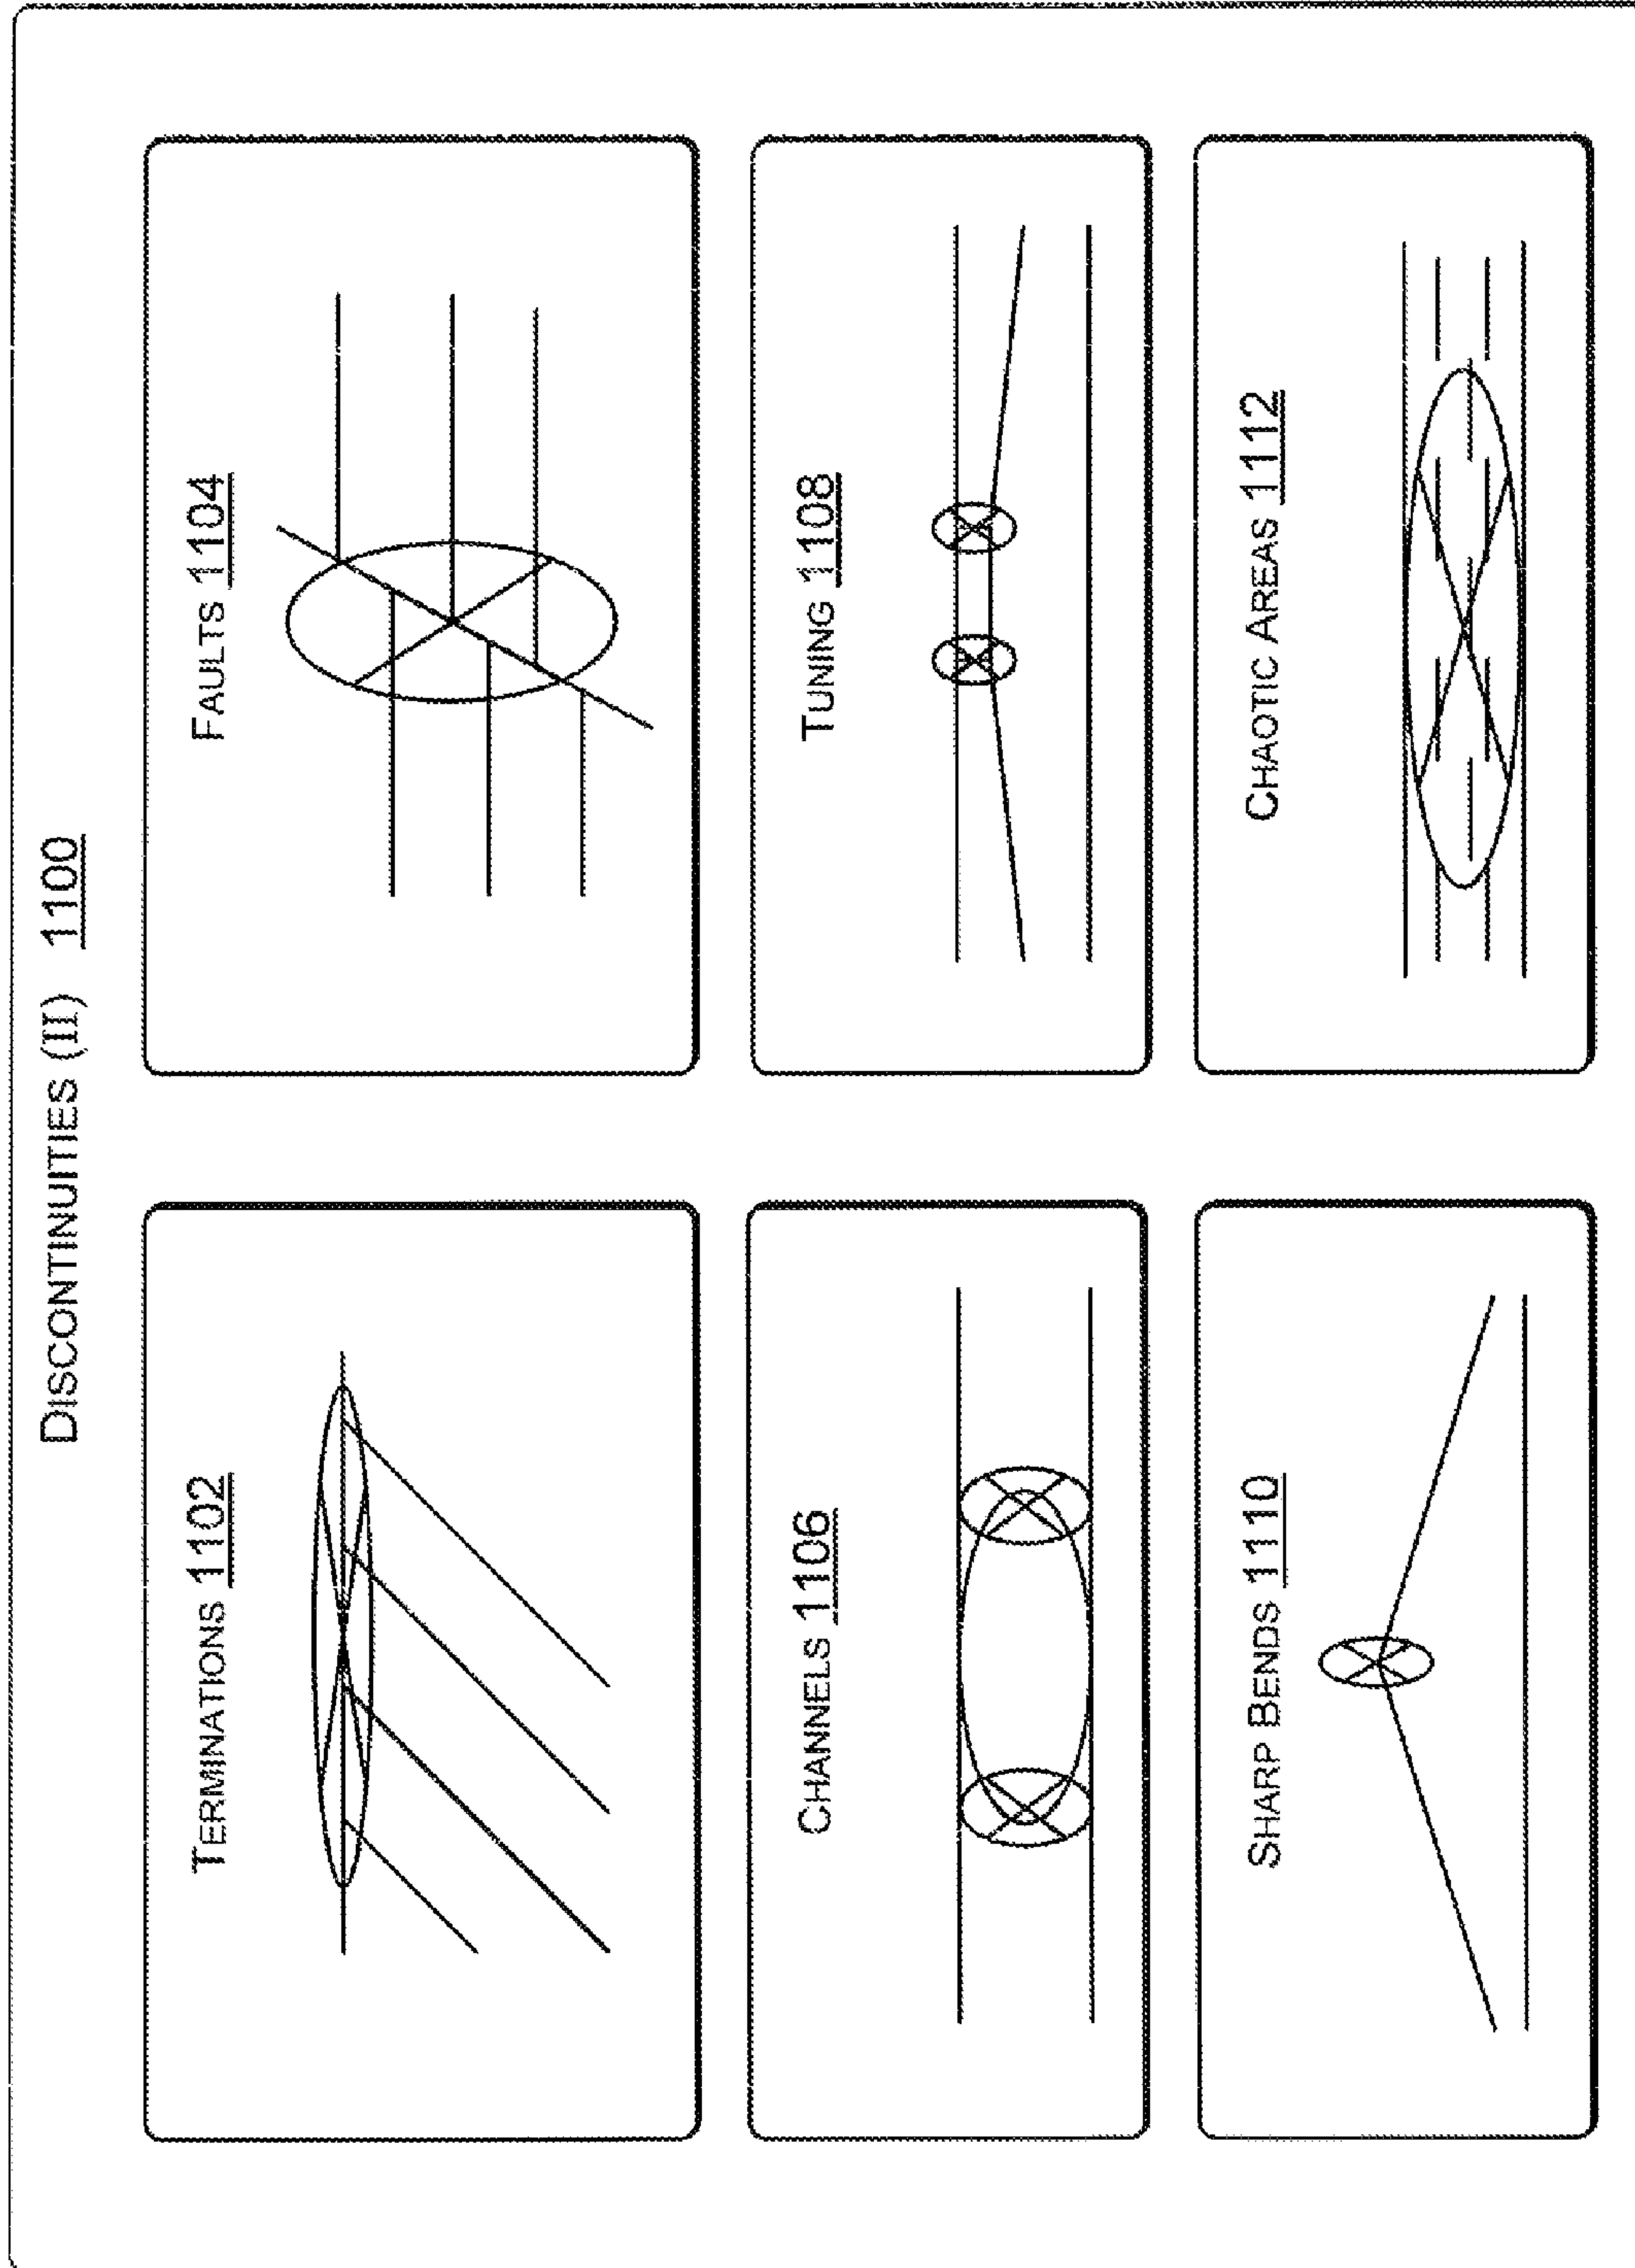 DISCONTINUITIES (II) 1100
TERMINATIONS 1102
FAULTS 1104
CHANNELS 1106
TUNING 1108
SHARP BENDS 1110
CHAOTIC AREAS 1112